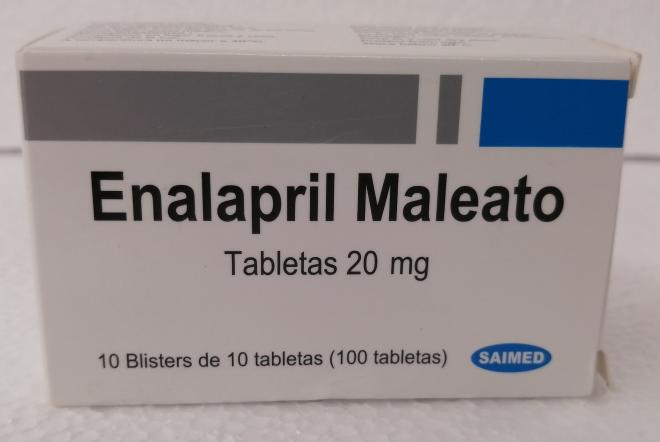 Enalapril Maleato
Tabletas 20 mg
10 Blisters de 10 tabletas (100 tabletas)
SAIMED